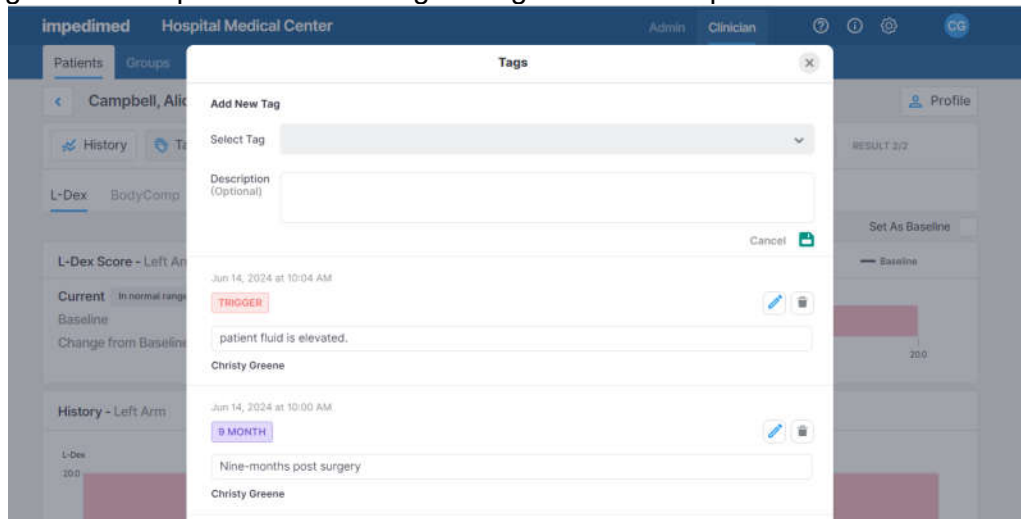 impedimed Hospital Medical Center Admin Clinician CG
Patients Groups
Tags
Campbell, Alic
Profile
Add New Tag
Select Tag
History Ta
RESULT 2/2
Description
(Optional)
L-Dex BodyComp
Set As Baseline
Cancel
L-Dex Score - Left Ar
Baseline
Jun 14, 2024 at 10:04 AM
Current In normal range
TRIGGER
Baseline
patient fluid is elevated.
Change from Baseline
20.0
Christy Greene
History - Left Arm
Jun 14, 2024 at 10:00 AM
9 MONTH
L-Dex
20.0
Nine-months post surgery
Christy Greene